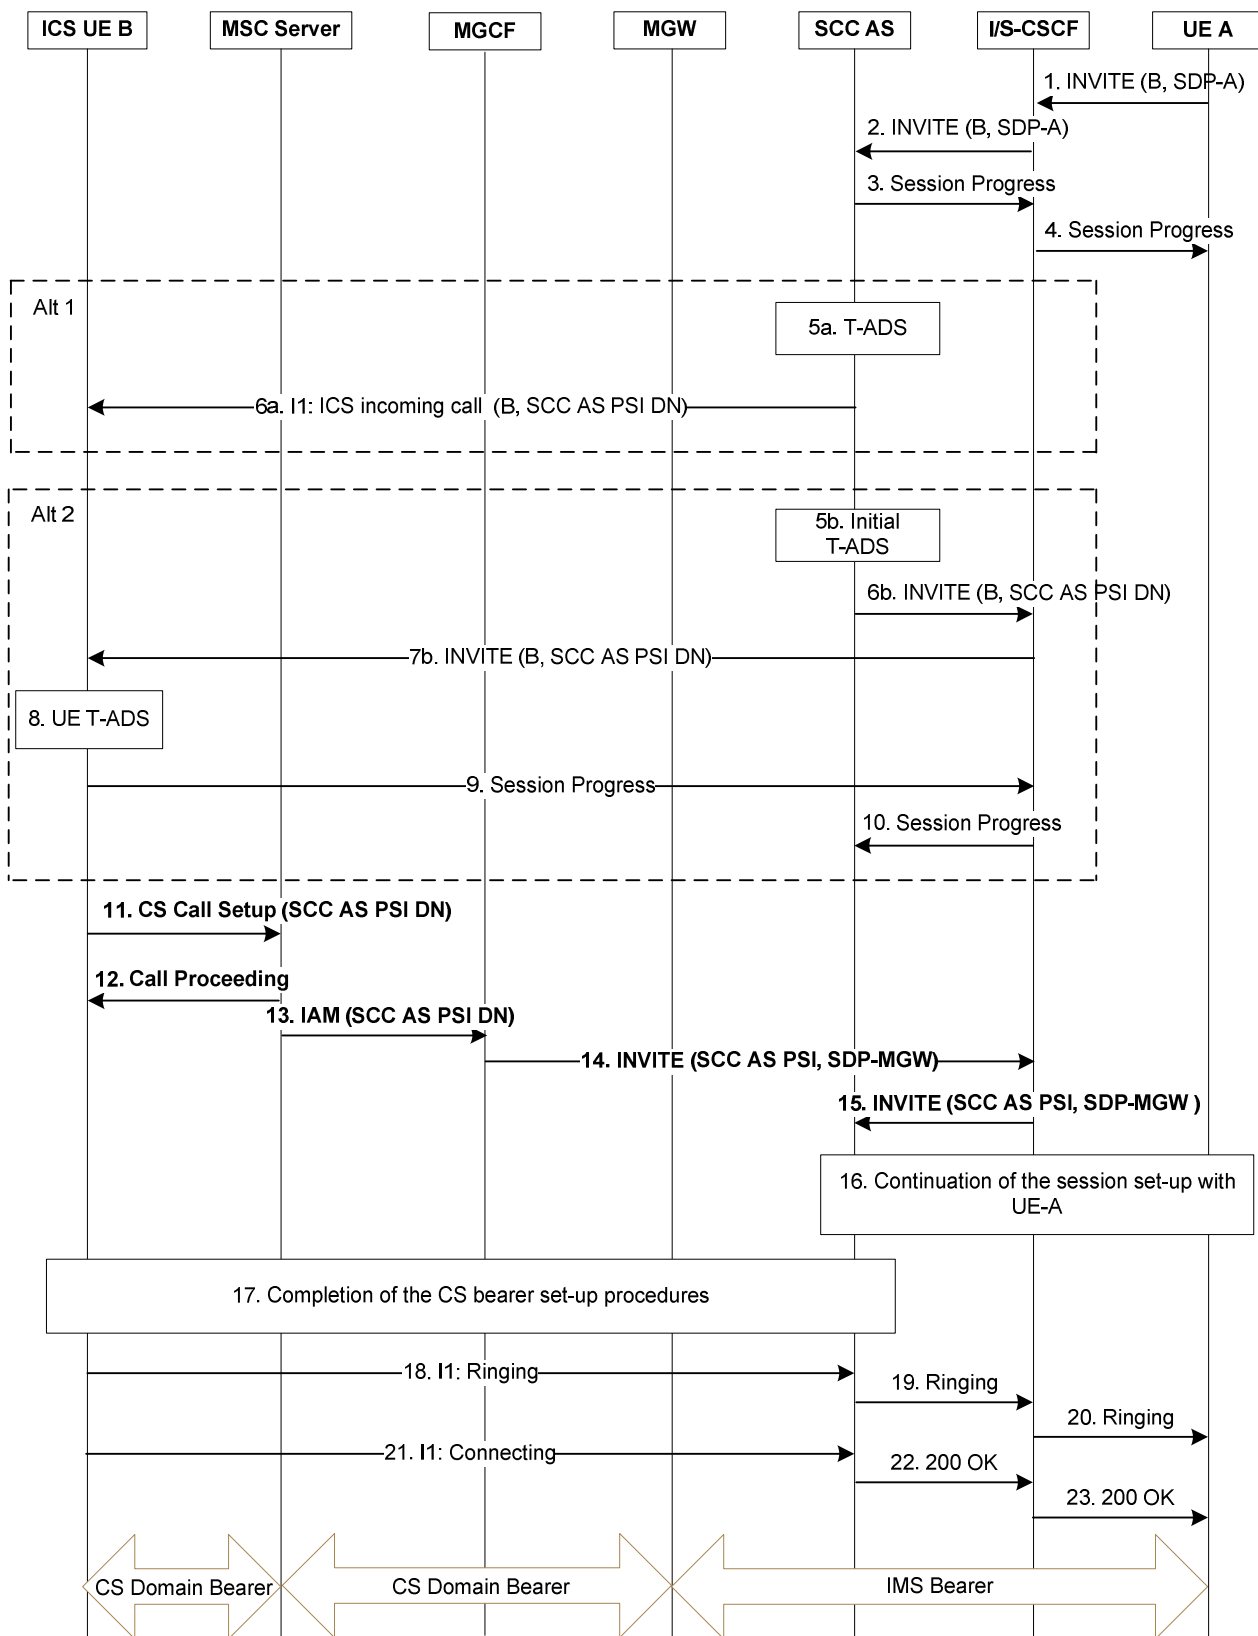 ICS UE B
MSC Server
MGCF
MGW
SCC AS
I/S-CSCF
UE A
1. INVITE (B, SDP-A)
2. INVITE (B, SDP-A)
3. Session Progress
4. Session Progress
Alt 1
5a. T-ADS
6a. I1: ICS incoming call (B, SCC AS PSI DN)
Alt 2
5b. Initial
T-ADS
6b. INVITE (B, SCC AS PSI DN)
7b. INVITE (B, SCC AS PSI DN)
8. UE T-ADS
9. Session Progress
10. Session Progress
11. CS Call Setup (SCC AS PSI DN)
12. Call Proceeding
13. IAM (SCC AS PSI DN)
14. INVITE (SCC AS PSI, SDP-MGW)
15. INVITE (SCC AS PSI, SDP-MGW )
16. Continuation of the session set-up with
UE-A
17. Completion of the CS bearer set-up procedures
18. I1: Ringing
19. Ringing
20. Ringing
21. I1: Connecting
22. 200 OK
23. 200 OK
CS Domain Bearer
CS Domain Bearer
IMS Bearer